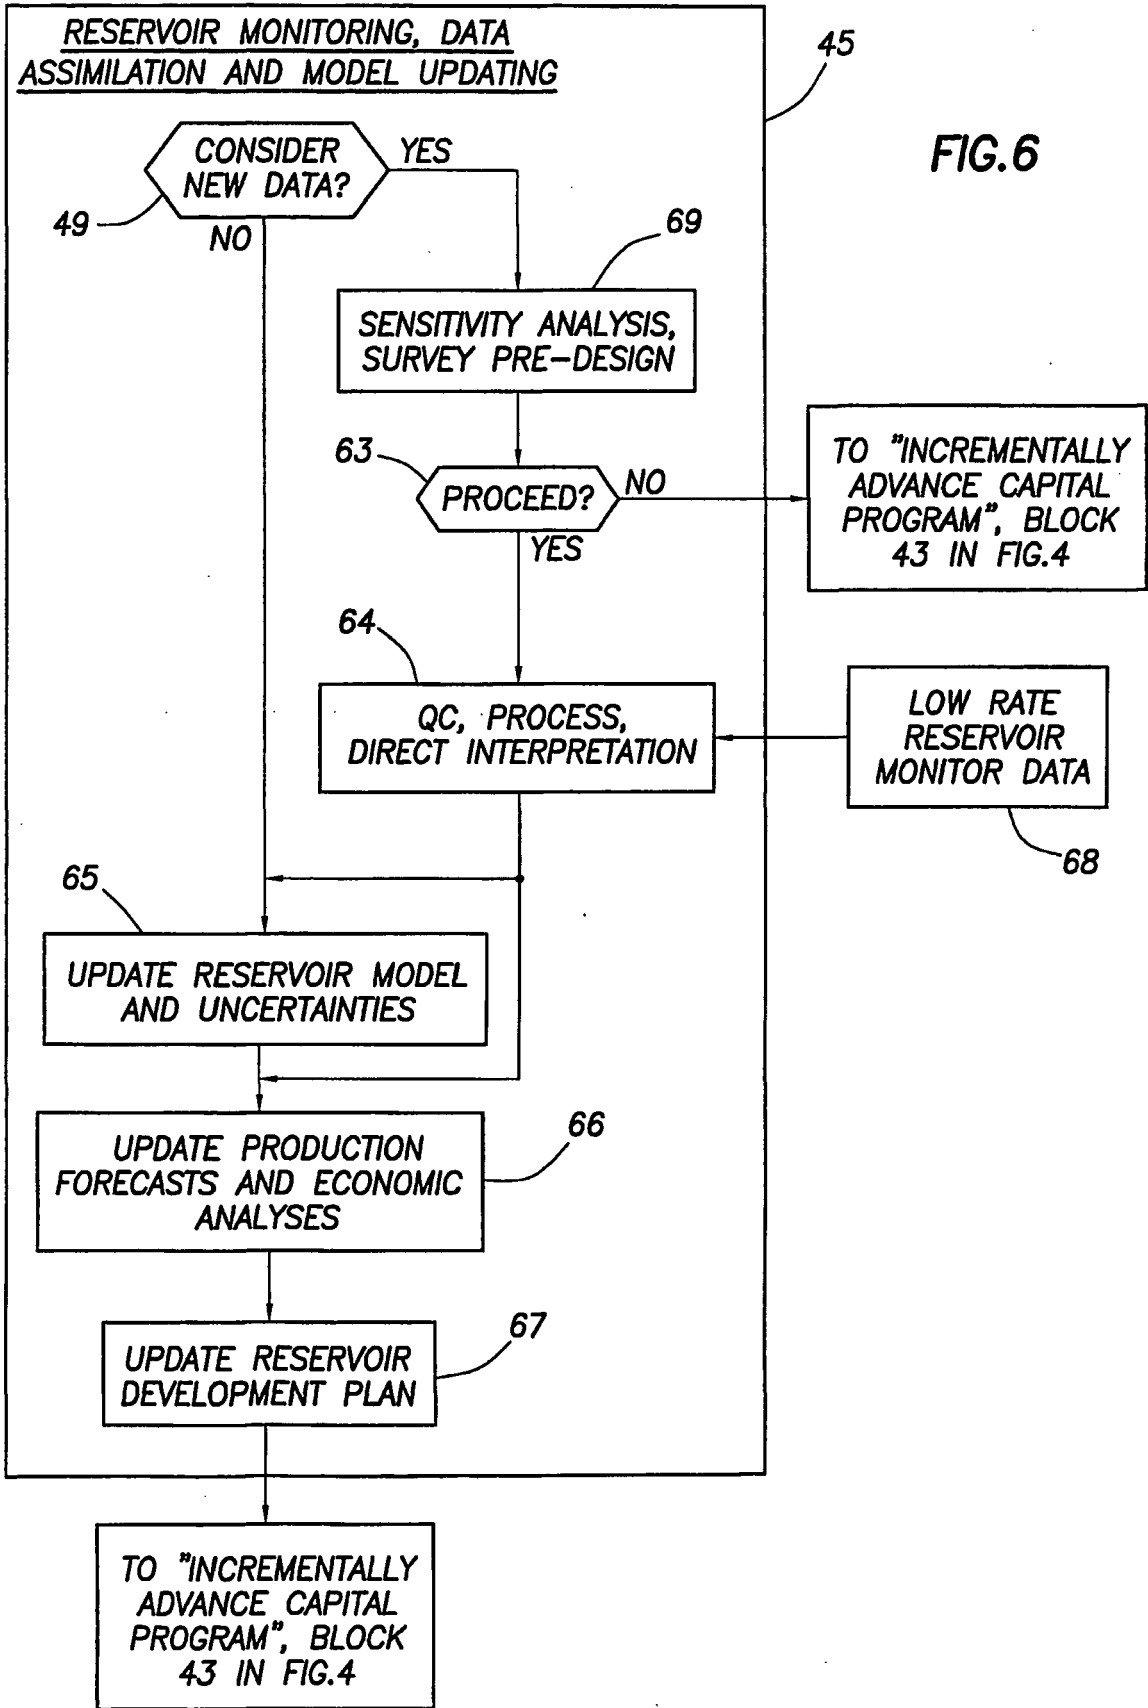 RESERVOIR MONITORING, DATA
ASSIMILATION AND MODEL UPDATING
45
FIG.6
CONSIDER
NEW DATA?
YES
49
NO
69
SENSITIVITY ANALYSIS,
SURVEY PRE-DESIGN
63
PROCEED?
NO
YES
TO "INCREMENTALLY
ADVANCE CAPITAL
PROGRAM", BLOCK
43 IN FIG.4
64
QC, PROCESS,
DIRECT INTERPRETATION
LOW RATE
RESERVOIR
MONITOR DATA
68
65
UPDATE RESERVOIR MODEL
AND UNCERTAINTIES
66
UPDATE PRODUCTION
FORECASTS AND ECONOMIC
ANALYSES
67
UPDATE RESERVOIR
DEVELOPMENT PLAN
TO "INCREMENTALLY
ADVANCE CAPITAL
PROGRAM", BLOCK
43 IN FIG.4